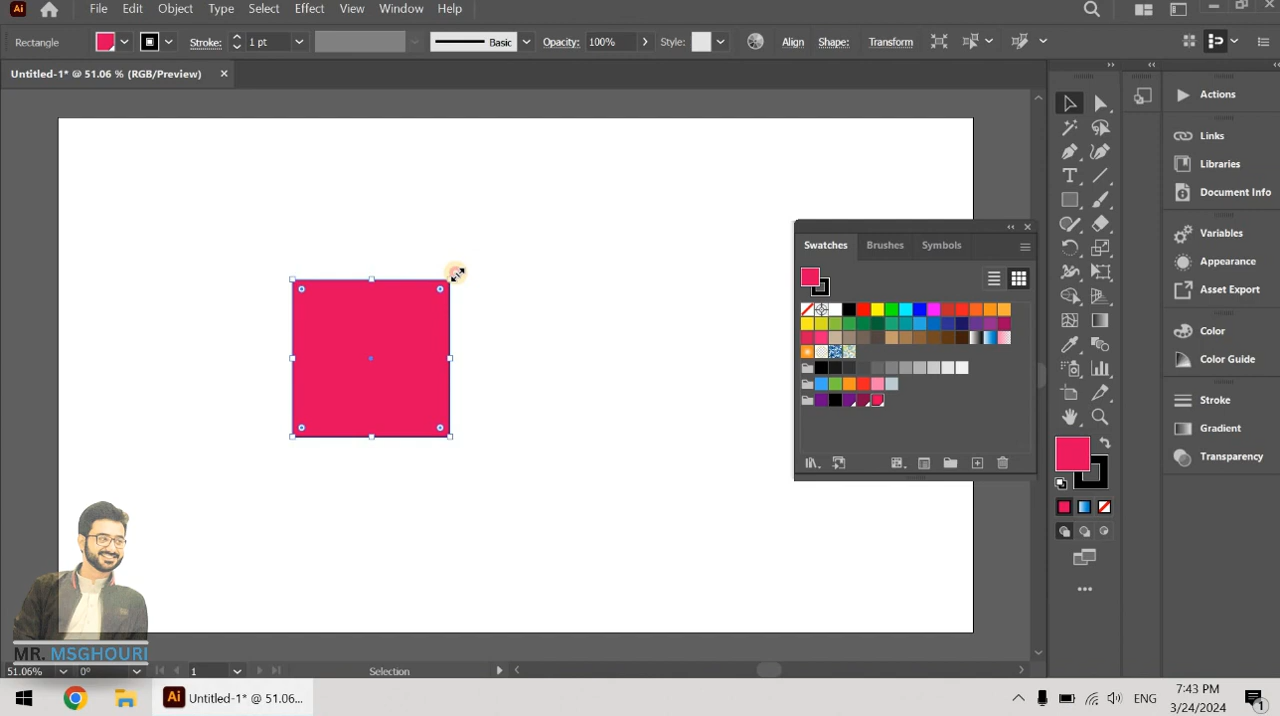 Ai File Edit Object Type Select Effect View Window Help
Rectangle Stroke: 1 pt Basic Opacity: 100% Style: Align Shape: Transform
Untitled-1* @ 51.06 % (RGB/Preview) ×
Actions
Links
Libraries
Document Info
Variables
Appearance
Asset Export
Color
Color Guide
Stroke
Gradient
Transparency
Swatches Brushes Symbols
MR. MSGHOURI
51.06% 0° 1 Selection
Ai Untitled-1* @ 51.06... ENG 7:43 PM
3/24/2024 1